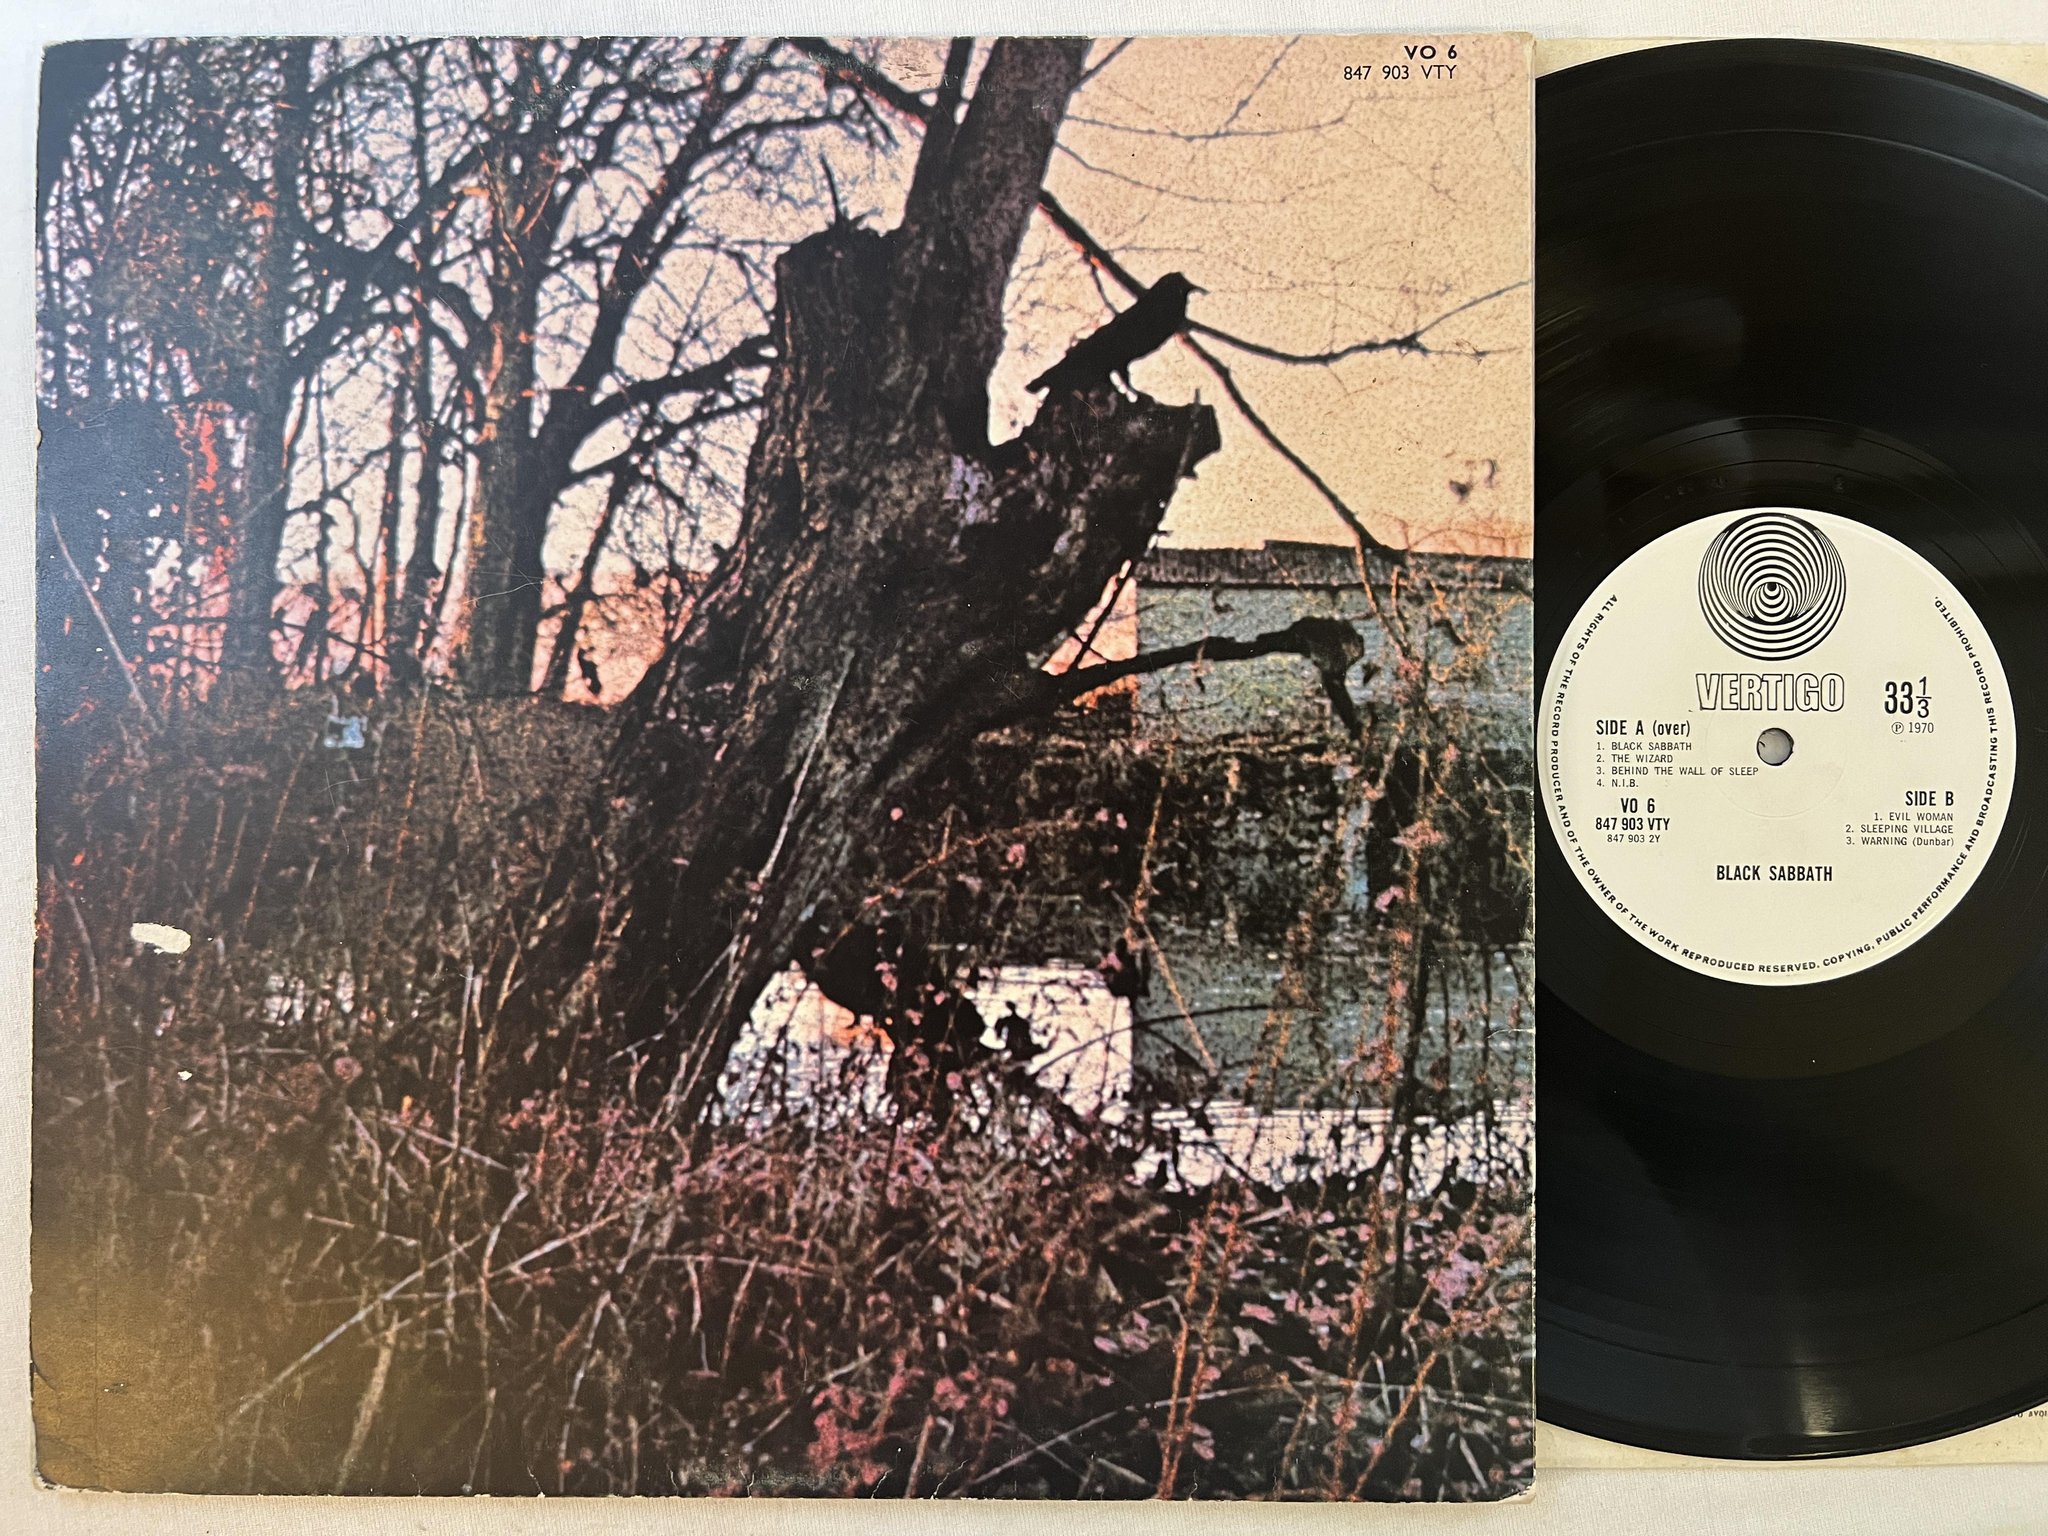 VO 6
847 903 VTY
VERTIGO
33 1/3
℗ 1970
SIDE A (over)
1. BLACK SABBATH
2. THE WIZARD
3. BEHIND THE WALL OF SLEEP
4. N.I.B.
VO 6
847 903 VTY
847 903 2Y
SIDE B
1. EVIL WOMAN
2. SLEEPING VILLAGE
3. WARNING (Dunbar)
BLACK SABBATH
ALL RIGHTS OF THE RECORD PRODUCER AND OF THE OWNER OF THE WORK REPRODUCED RESERVED. COPYING, PUBLIC PERFORMANCE AND BROADCASTING THIS RECORD PROHIBITED.